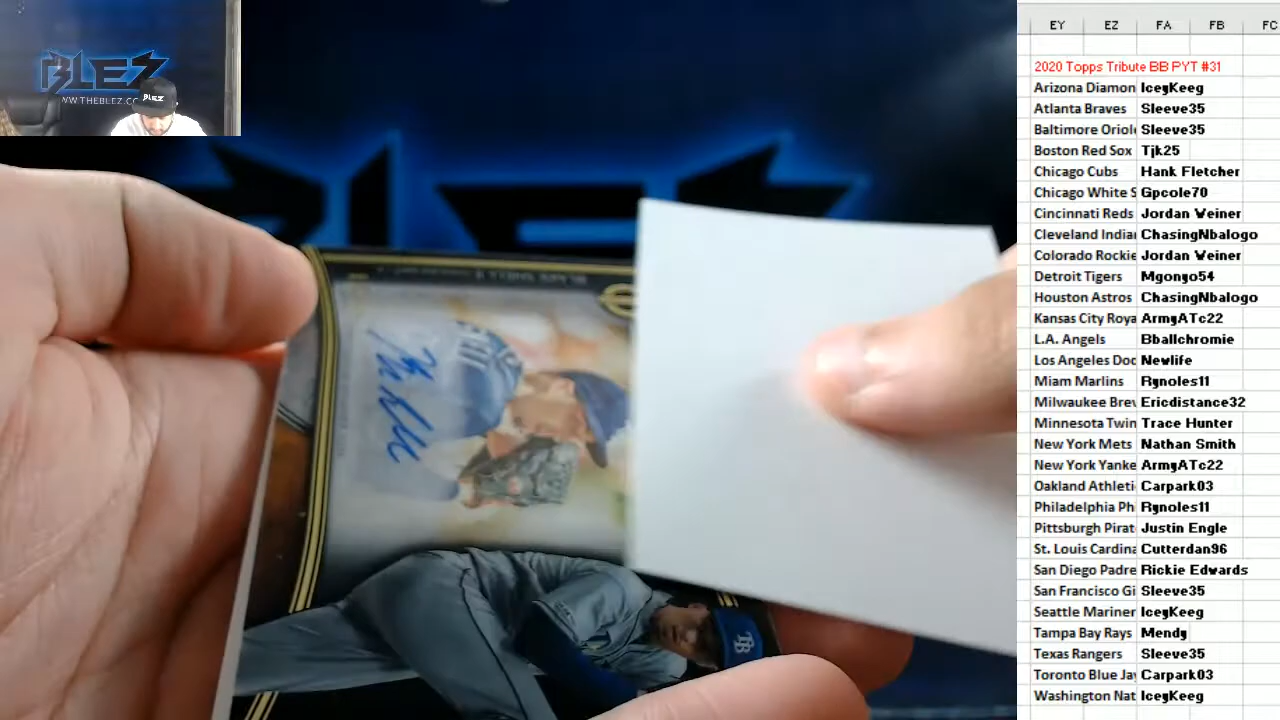 BLEZ
WWW.THEBLEZ.CO
BLEZ
TB
EY EZ FA FB FC
2020 Topps Tribute BB PYT #31
Arizona Diamon IceyKeeg
Atlanta Braves Sleeve35
Baltimore Oriole Sleeve35
Boston Red Sox Tjk25
Chicago Cubs Hank Fletcher
Chicago White S Gpcole70
Cincinnati Reds Jordan Weiner
Cleveland India ChasingNbalogo
Colorado Rockie Jordan Weiner
Detroit Tigers Mgongo54
Houston Astros ChasingNbalogo
Kansas City Roya ArmyATc22
L.A. Angels Bballchromie
Los Angeles Doc Newlife
Miam Marlins Rynoles11
Milwaukee Brev Ericdistance32
Minnesota Twin Trace Hunter
New York Mets Nathan Smith
New York Yanke ArmyATc22
Oakland Athleti Carpark03
Philadelphia Ph Rynoles11
Pittsburgh Pirat Justin Engle
St. Louis Cardina Cutterdan96
San Diego Padre Rickie Edwards
San Francisco Gi Sleeve35
Seattle Mariner IceyKeeg
Tampa Bay Rays Mendy
Texas Rangers Sleeve35
Toronto Blue Jay Carpark03
Washington Nat IceyKeeg